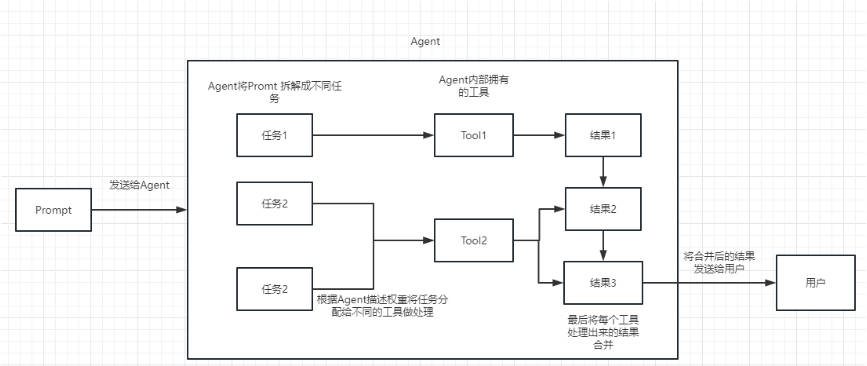 Agent
Agent将Promt 拆解成不同任
务
Agent内部拥有
的工具
任务1
Tool1
结果1
发送给Agent
Prompt
任务2
结果2
Tool2
任务2
根据Agent描述权重将任务分
配给不同的工具做处理
结果3
将合并后的结果
发送给用户
用户
最后将每个工具
处理出来的结果
合并